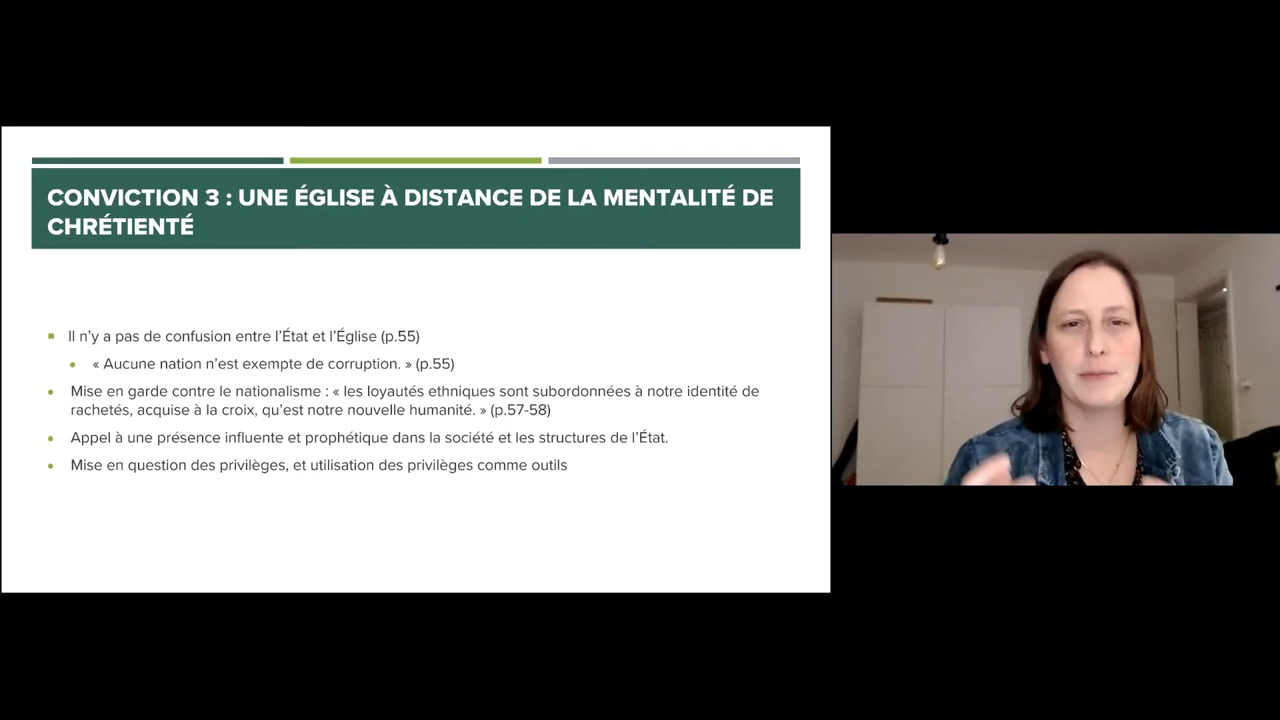 CONVICTION 3 : UNE ÉGLISE À DISTANCE DE LA MENTALITÉ DE
CHRÉTIENTÉ
Il n'y a pas de confusion entre l'État et l'Église (p.55)
« Aucune nation n'est exempte de corruption. » (p.55)
Mise en garde contre le nationalisme : « les loyautés ethniques sont subordonnées à notre identité de
rachetés, acquise à la croix, qu'est notre nouvelle humanité. » (p.57-58)
Appel à une présence influente et prophétique dans la société et les structures de l'État.
Mise en question des privilèges, et utilisation des privilèges comme outils